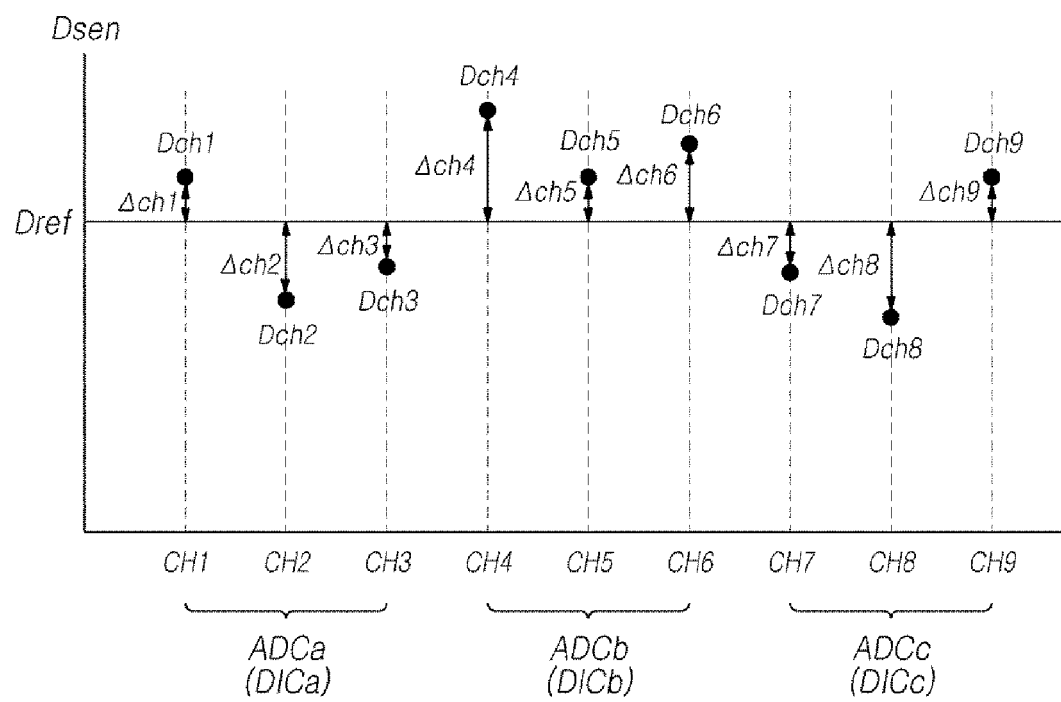 Dsen
Dch4
Dch6
Dch1
Dch5
Dch9
Δch4
Δch6
Δch1
Δch5
Δch9
Dref
Δch3
Δch7
Δch2
Δch8
Dch3
Dch7
Dch2
Dch8
CH1 CH2 CH3 CH4 CH5 CH6 CH7 CH8 CH9
ADCa ADCb ADCc
(DICa) (DICb) (DICc)